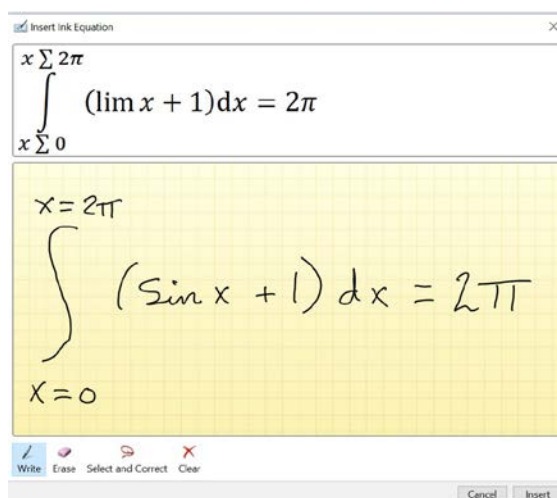 Insert Ink Equation
x ∑ 2π
∫ (lim x + 1)dx = 2π
x ∑ 0
x = 2π
∫ (sin x + 1) dx = 2π
x = 0
Write Erase Select and Correct Clear
Cancel Insert